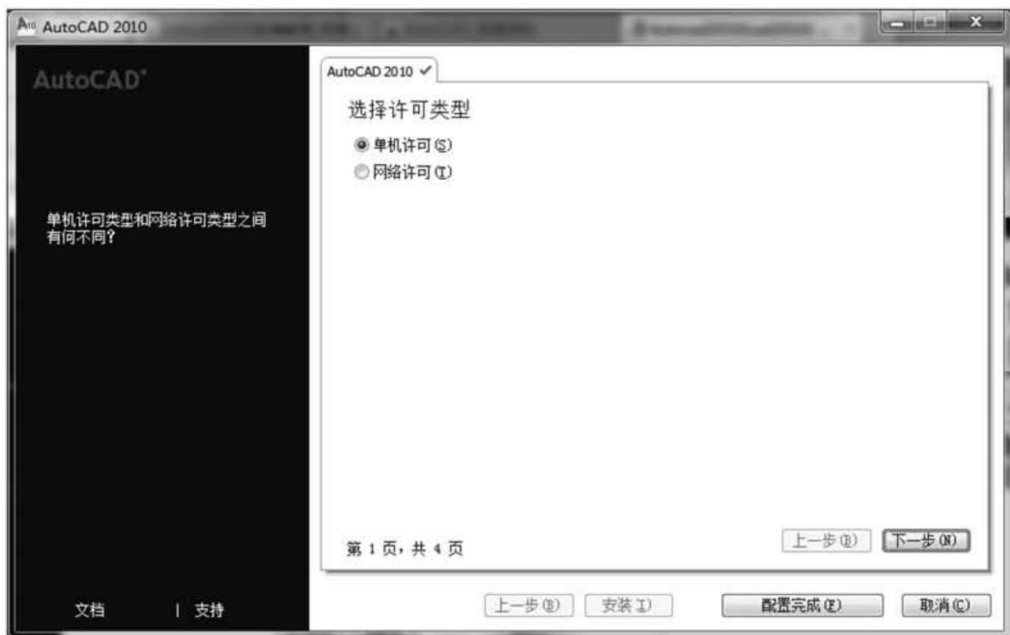 AutoCAD 2010
AutoCAD
AutoCAD 2010
选择许可类型
单机许可(S)
网络许可(T)
单机许可类型和网络许可类型之间
有何不同?
第 1 页,共 4 页
上一步(B)
下一步(N)
文档 | 支持
上一步(B)
安装 I)
配置完成(F)
取消(C)